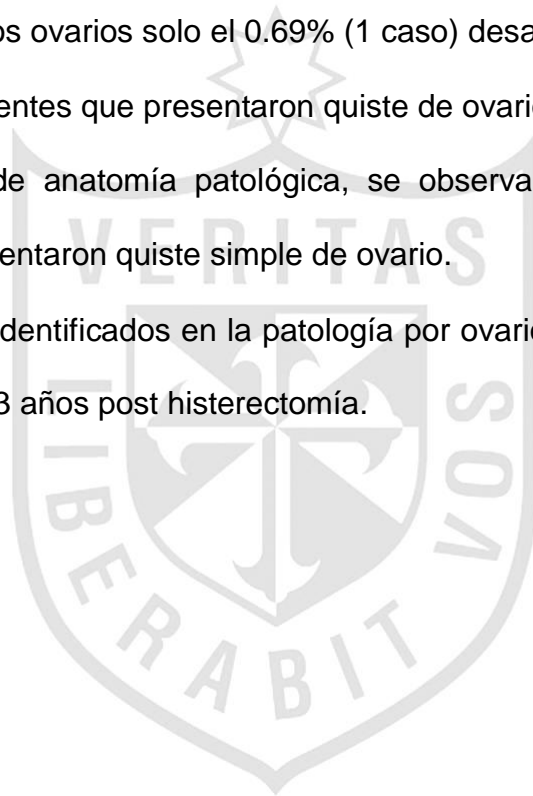 os ovarios solo el 0.69% (1 caso) desa
entes que presentaron quiste de ovari
de anatomía patológica, se observa
entaron quiste simple de ovario.
VERITAS
dentificados en la patología por ovario
3 años post histerectomía.
LIBERABIT VOS